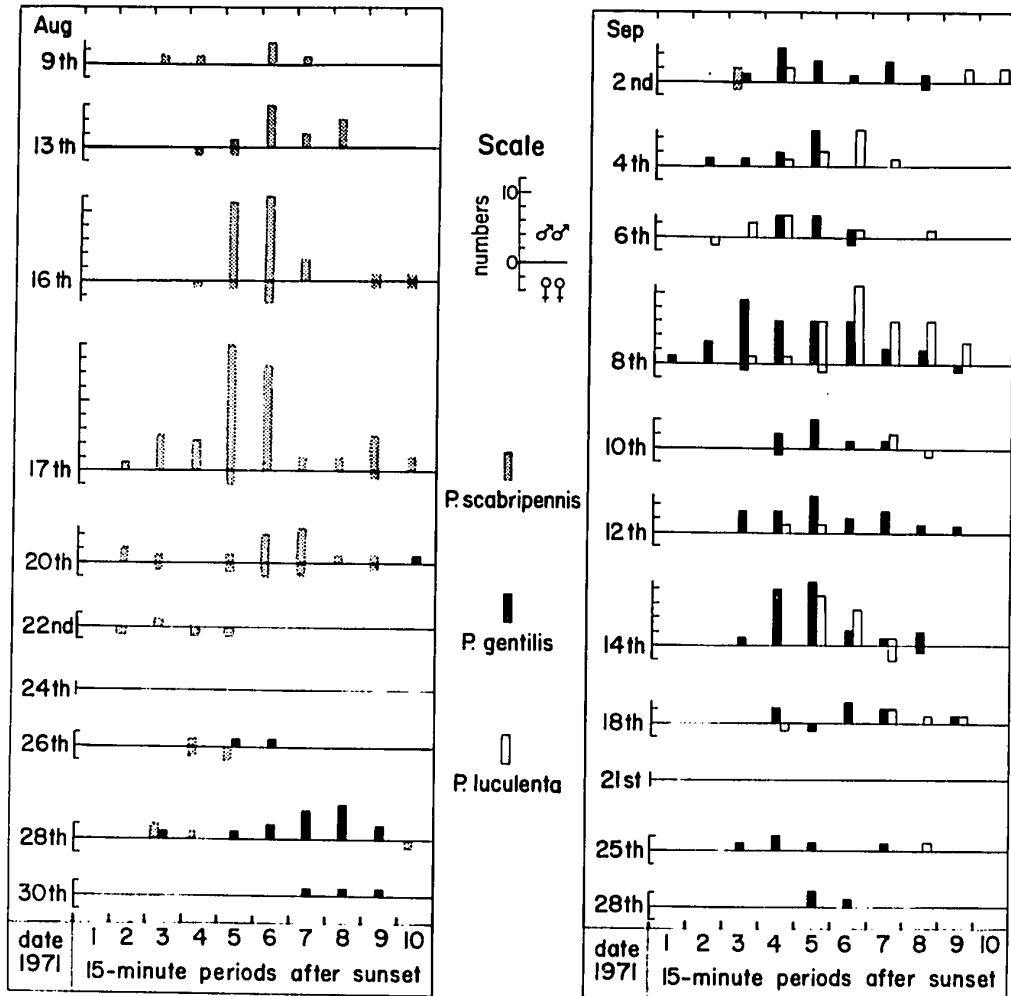 Aug
9th
13th
16th
17th
20th
22nd
24th
26th
28th
30th
date
1971
1 2 3 4 5 6 7 8 9 10
15-minute periods after sunset
Scale
numbers
10
0
♂♂
♀♀
P. scabripennis
P. gentilis
P. luculenta
Sep
2nd
4th
6th
8th
10th
12th
14th
18th
21st
25th
28th
date
1971
1 2 3 4 5 6 7 8 9 10
15-minute periods after sunset